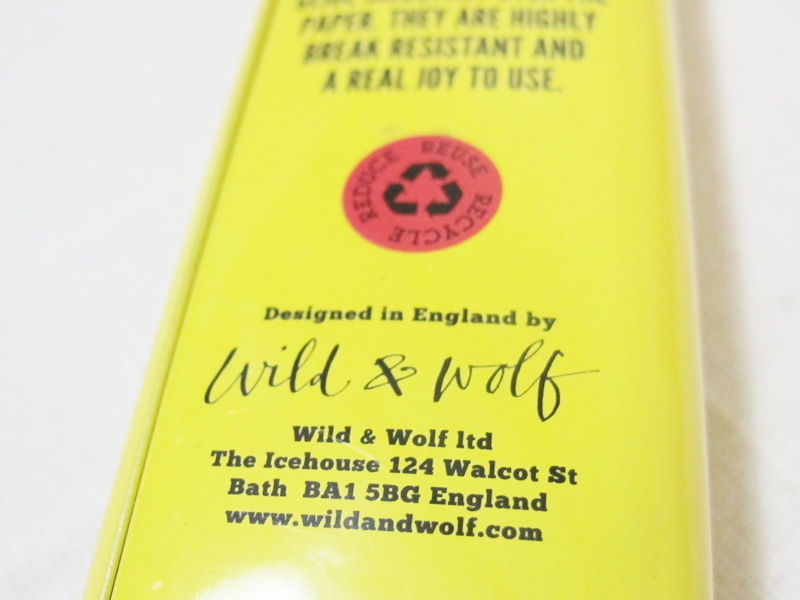 PAPER. THEY ARE HIGHLY
BREAK RESISTANT AND
A REAL JOY TO USE.
REDUCE REUSE RECYCLE
Designed in England by
Wild & Wolf
Wild & Wolf ltd
The Icehouse 124 Walcot St
Bath BA1 5BG England
www.wildandwolf.com